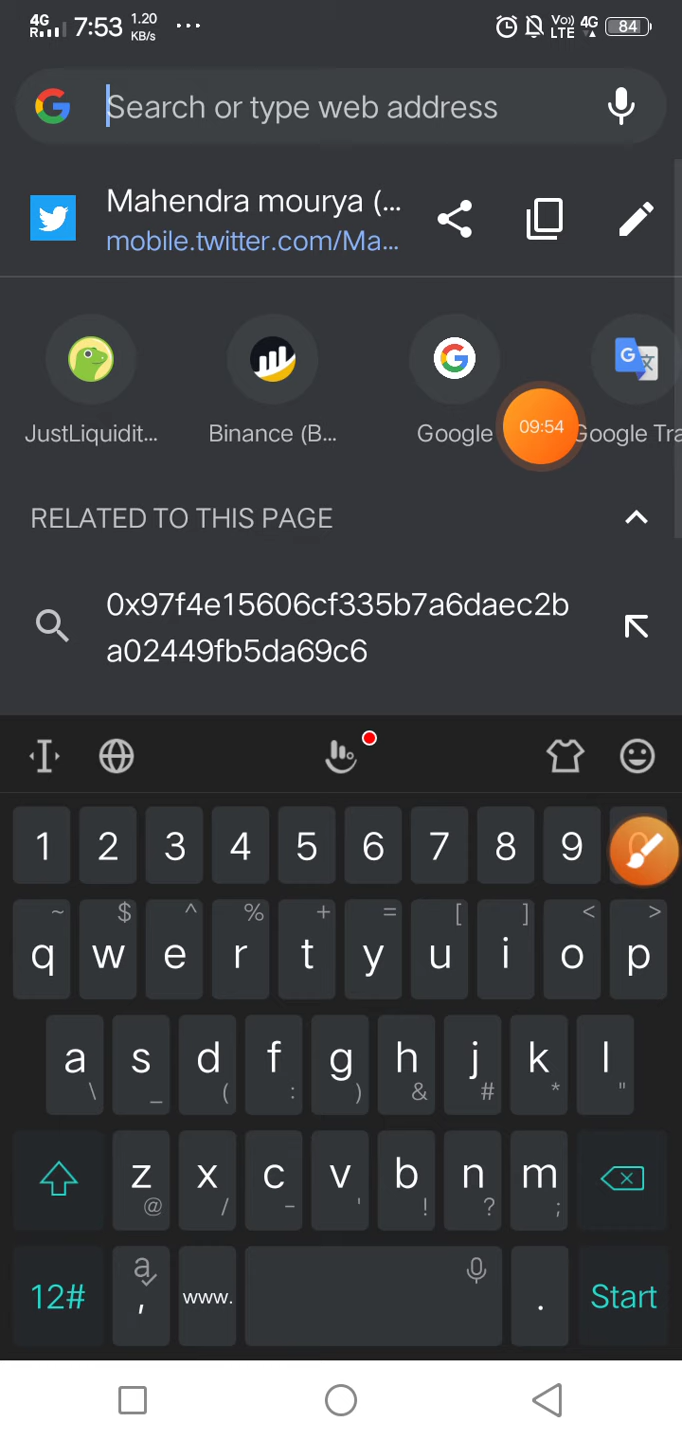 4G R 7:53 1.20 KB/s ... Vo)) LTE 4G 84
Search or type web address
Mahendra mourya (...
mobile.twitter.com/Ma...
JustLiquidit... Binance (B... Google Google Tra
09:54
RELATED TO THIS PAGE
0x97f4e15606cf335b7a6daec2b
a02449fb5da69c6
1 2 3 4 5 6 7 8 9 0
~ $ ^ % + = [ ] < >
q w e r t y u i o p
a s d f g h j k l
\ _ ( : ) & # * "
z x c v b n m
@ / - ' ! ? ;
12# a , www. . Start